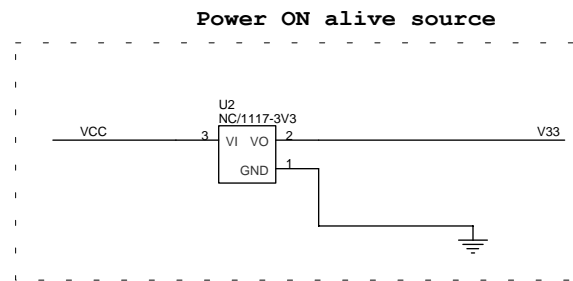 Power ON alive source
U2
NC/1117-3V3
VCC
3
VI
VO
2
V33
GND
1